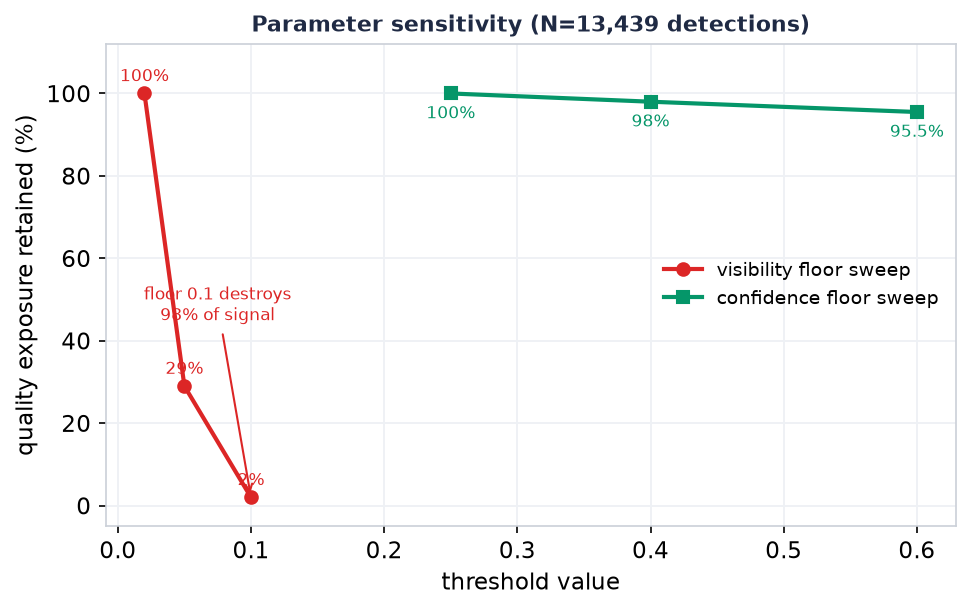 Parameter sensitivity (N=13,439 detections)
quality exposure retained (%)
100
80
60
40
20
0
100%
29%
2%
floor 0.1 destroys
98% of signal
100%
98%
95.5%
visibility floor sweep
confidence floor sweep
0.0 0.1 0.2 0.3 0.4 0.5 0.6
threshold value